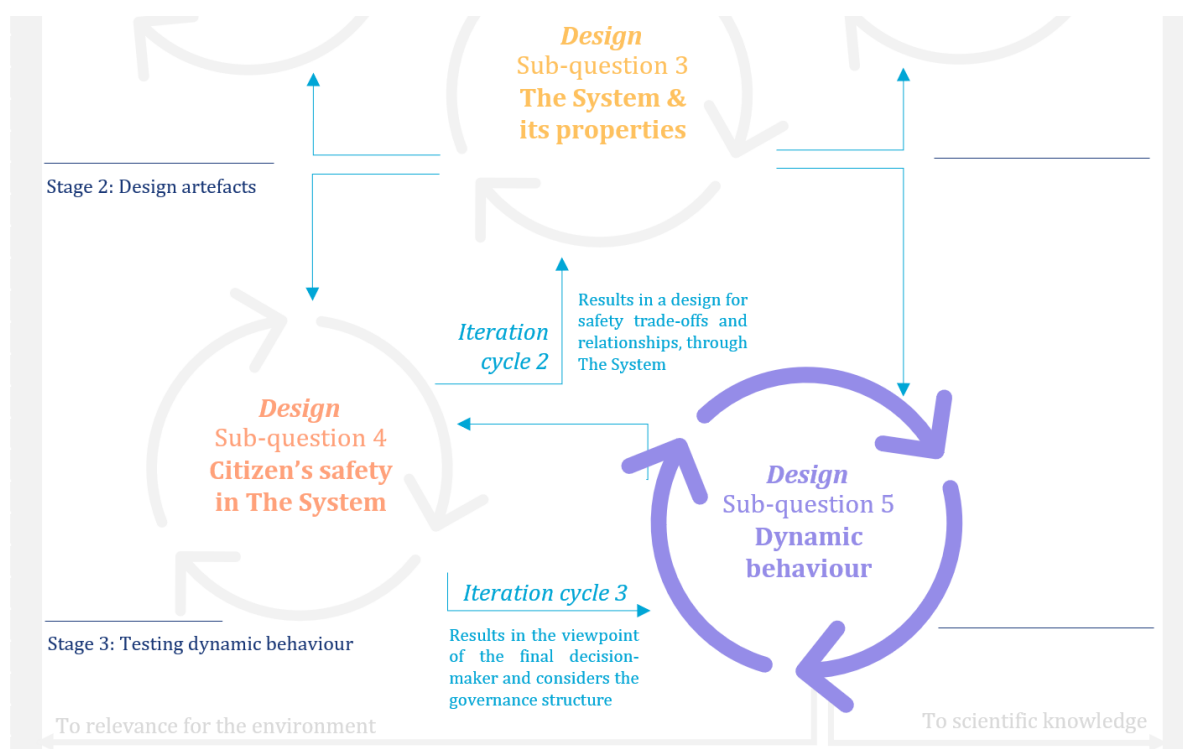 Design
Sub-question 3
The System &
its properties
Stage 2: Design artefacts
Iteration
cycle 2
Results in a design for
safety trade-offs and
relationships, through
The System
Design
Sub-question 4
Citizen’s safety
in The System
Design
Sub-question 5
Dynamic
behaviour
Iteration cycle 3
Results in the viewpoint
of the final decision-
maker and considers the
governance structure
Stage 3: Testing dynamic behaviour
To relevance for the environment
To scientific knowledge